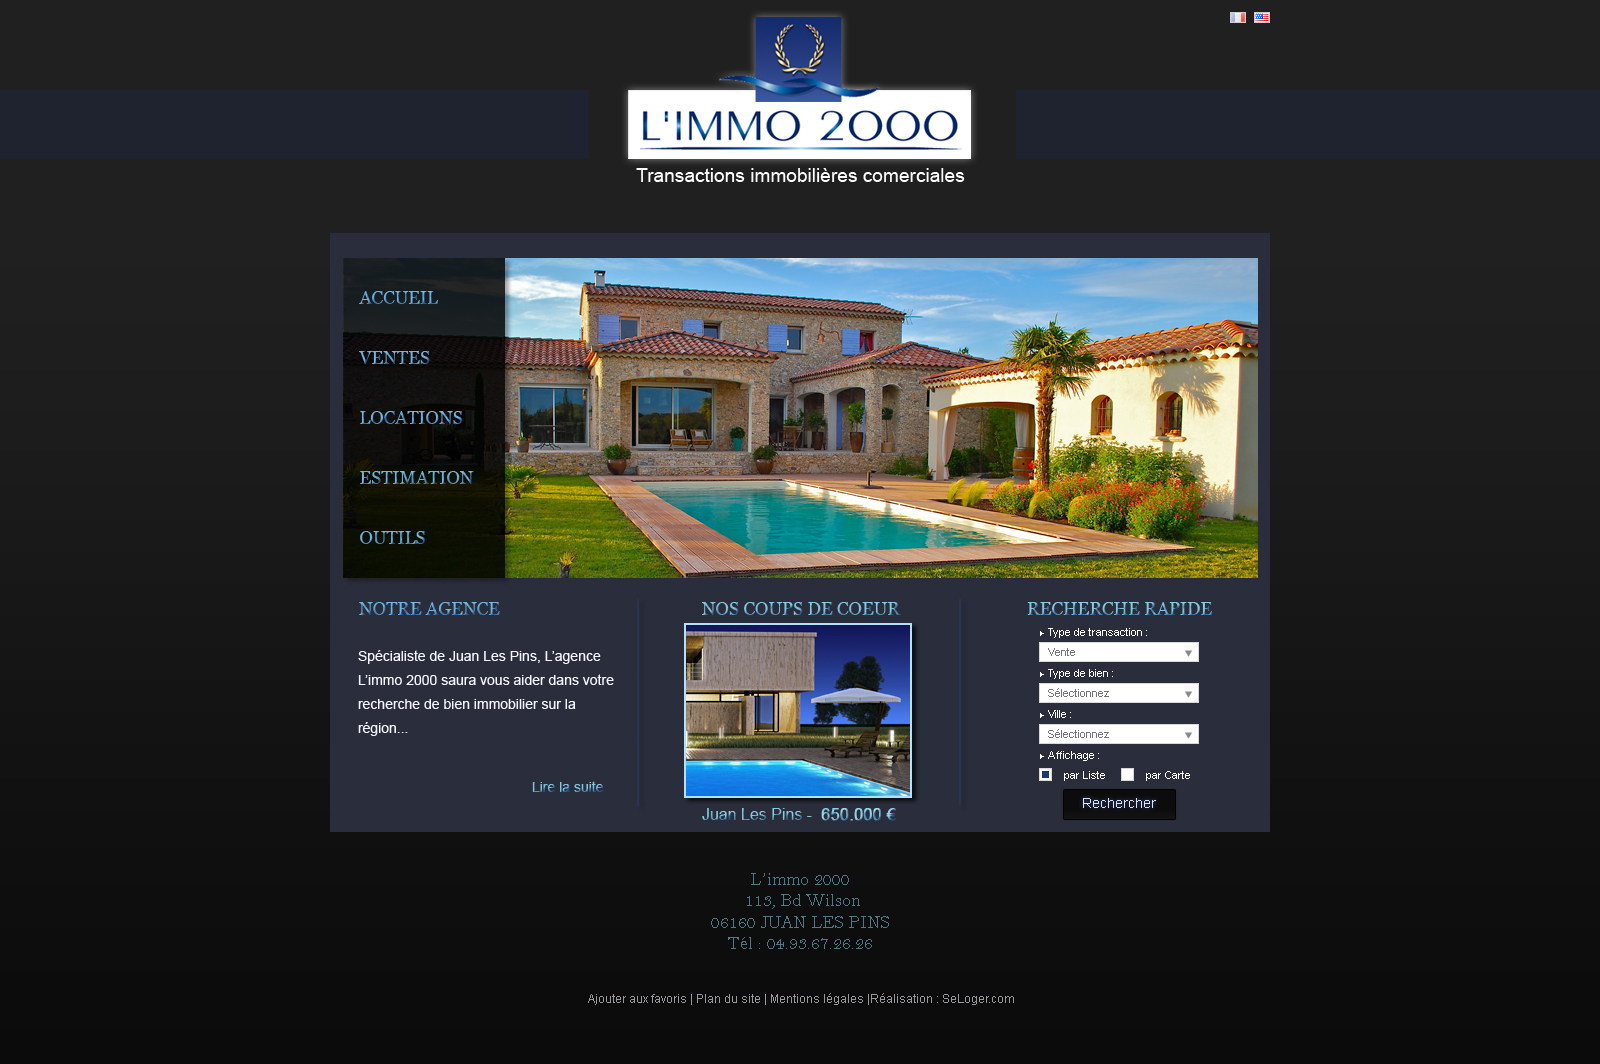 L'IMMO 2000
Transactions immobilières comerciales
ACCUEIL
VENTES
LOCATIONS
ESTIMATION
OUTILS
NOTRE AGENCE
Spécialiste de Juan Les Pins, L'agence
L'immo 2000 saura vous aider dans votre
recherche de bien immobilier sur la
région...
Lire la suite
NOS COUPS DE COEUR
Juan Les Pins - 650.000 €
RECHERCHE RAPIDE
Type de transaction :
Vente
Type de bien :
Sélectionnez
Ville :
Sélectionnez
Affichage :
par Liste par Carte
Rechercher
L'immo 2000
113, Bd Wilson
06160 JUAN LES PINS
Tél : 04.93.67.26.26
Ajouter aux favoris | Plan du site | Mentions légales |Réalisation : SeLoger.com